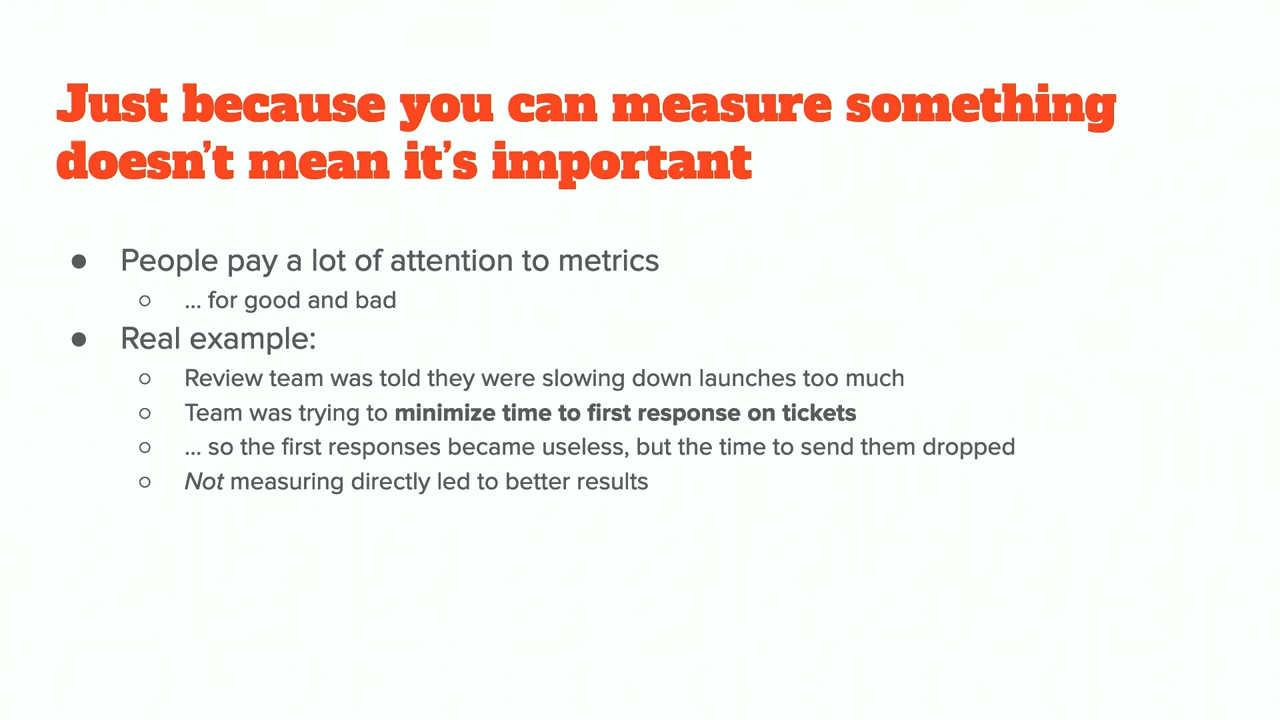 Just because you can measure something
doesn’t mean it’s important
● People pay a lot of attention to metrics
○ ... for good and bad
● Real example:
○ Review team was told they were slowing down launches too much
○ Team was trying to minimize time to first response on tickets
○ ... so the first responses became useless, but the time to send them dropped
○ Not measuring directly led to better results